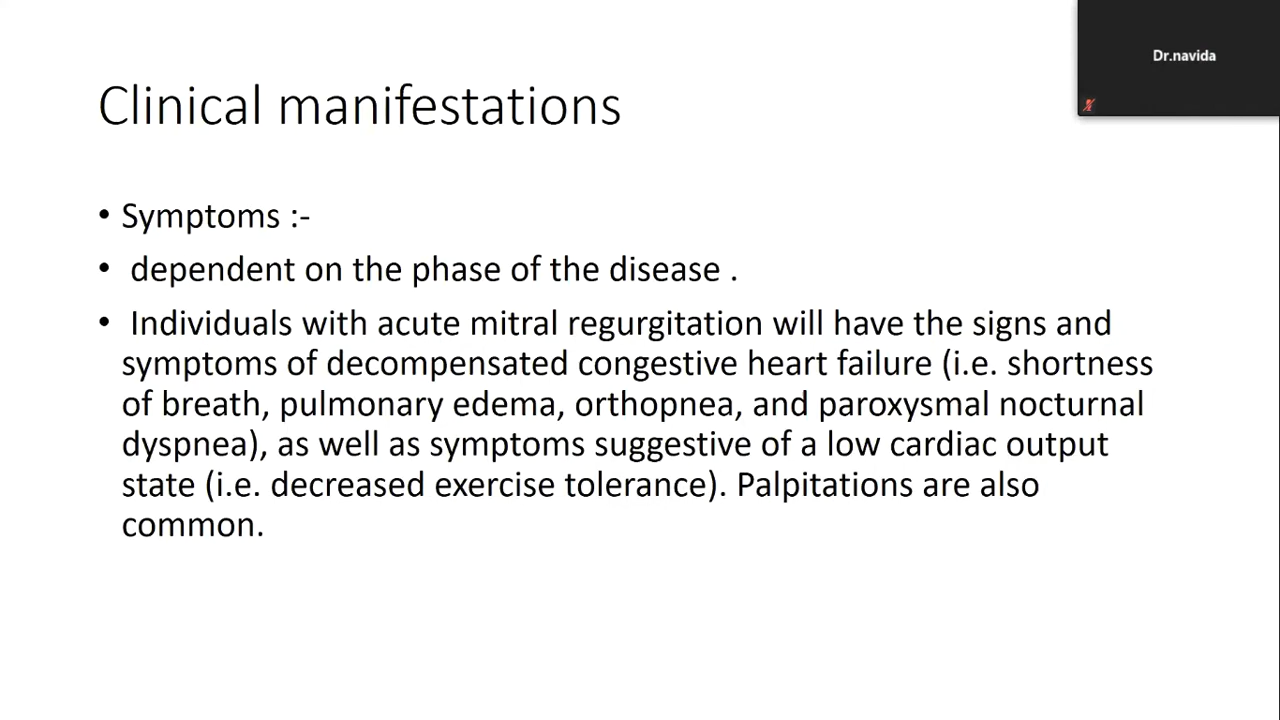 Dr.navida
Clinical manifestations
• Symptoms :-
• dependent on the phase of the disease .
• Individuals with acute mitral regurgitation will have the signs and
symptoms of decompensated congestive heart failure (i.e. shortness
of breath, pulmonary edema, orthopnea, and paroxysmal nocturnal
dyspnea), as well as symptoms suggestive of a low cardiac output
state (i.e. decreased exercise tolerance). Palpitations are also
common.